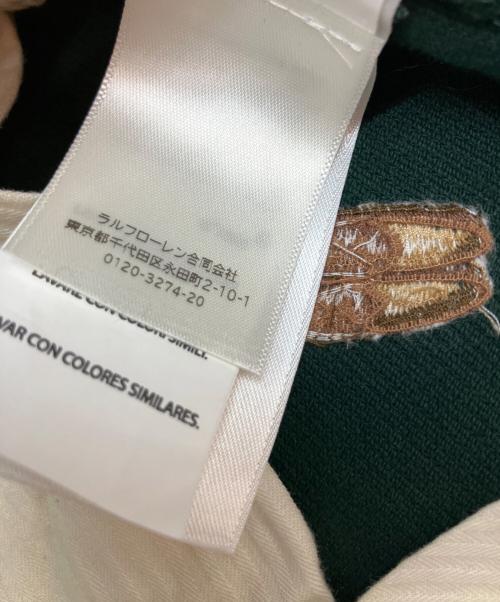 ラルフローレン合同会社
東京都千代田区永田町2-10-1
0120-3274-20
LAVARE CON COLORI SIMILI.
AVAR CON COLORES SIMILARES.